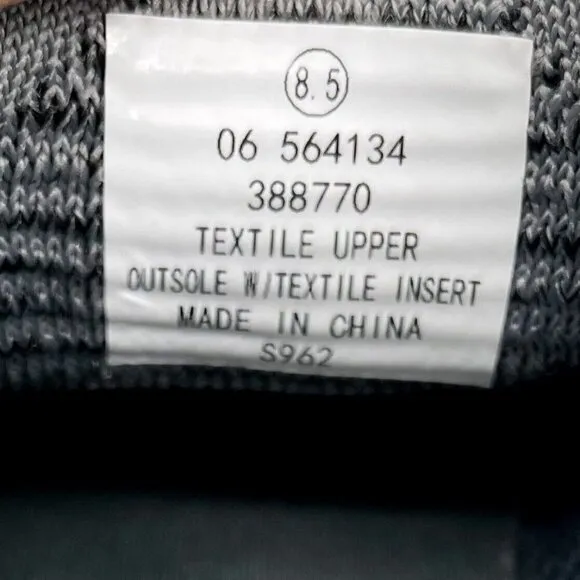 8.5
06 564134
388770
TEXTILE UPPER
OUTSOLE W/TEXTILE INSERT
MADE IN CHINA
S962